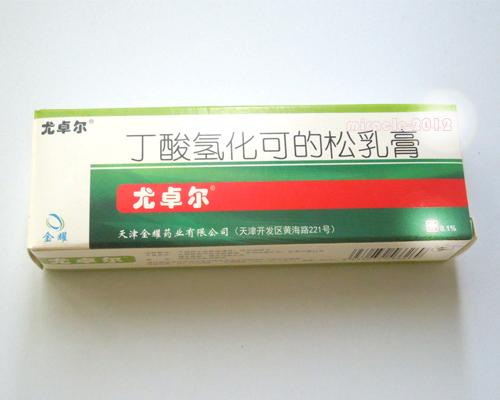 尤卓尔®
miracle-2012
丁酸氢化可的松乳膏
尤卓尔®
金耀
天津金耀药业有限公司（天津开发区黄海路221号）
0.1%
尤卓尔